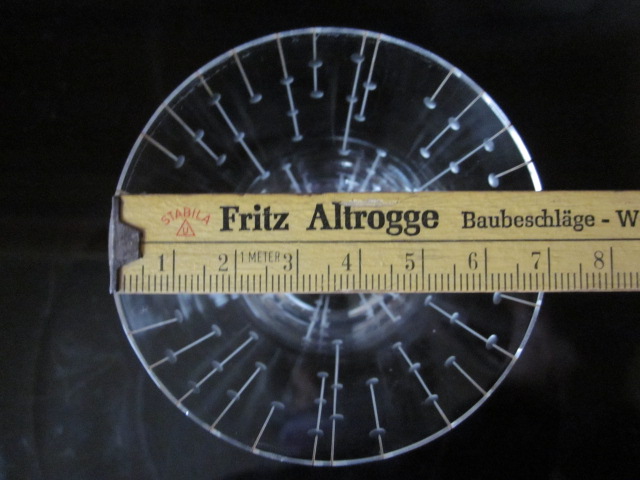 STABILA Fritz Altrogge Baubeschläge - W
1 2 1 METER 3 4 5 6 7 8